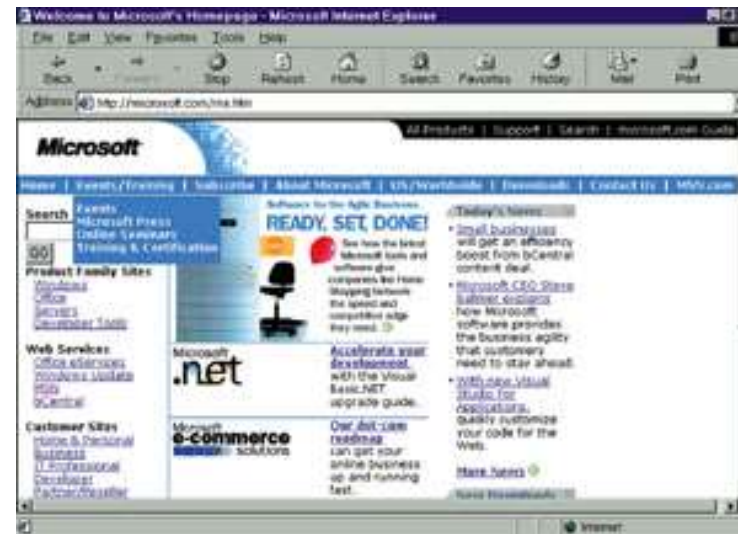 Welcome to Microsoft's Homepage - Microsoft Internet Explorer
File Edit View Favorites Tools Help
Back Forward Stop Refresh Home Search Favorites History Mail Print
Address http://microsoft.com/ms.htm
All Products | Support | Search | microsoft.com Guide
Microsoft
Home | Events/Training | Subscribe | About Microsoft | US/Worldwide | Downloads | Contact Us | MSN.com
Events
Microsoft Press
Online Seminars
Training & Certification
Search
GO
Product Family Sites
Windows
Office
Servers
Developer Tools
Web Services
Office eServices
Windows Update
MSN
bCentral
Customer Sites
Home & Personal
Business
IT Professional
Developer
Partner/Reseller
Software for the Agile Business
READY, SET, DONE!
See how the latest
Microsoft tools and
software give
companies like Home
Shopping Network
the speed and
competitive edge
they need.
Microsoft
.net
Accelerate your
development
with the Visual
Basic.NET
upgrade guide.
Microsoft
e-commerce
solutions
Our dot-com
roadmap
can get your
online business
up and running
fast.
Today's News
Small businesses
will get an efficiency
boost from bCentral
content deal.
Microsoft CEO Steve
Ballmer explains
how Microsoft
software provides
the business agility
that customers
need to stay ahead.
With new Visual
Studio for
Applications,
quickly customize
your code for the
Web.
More News
Internet